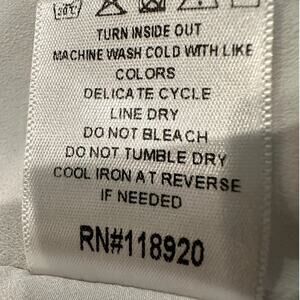 TURN INSIDE OUT
MACHINE WASH COLD WITH LIKE
COLORS
DELICATE CYCLE
LINE DRY
DO NOT BLEACH
DO NOT TUMBLE DRY
COOL IRON AT REVERSE
IF NEEDED
RN#118920